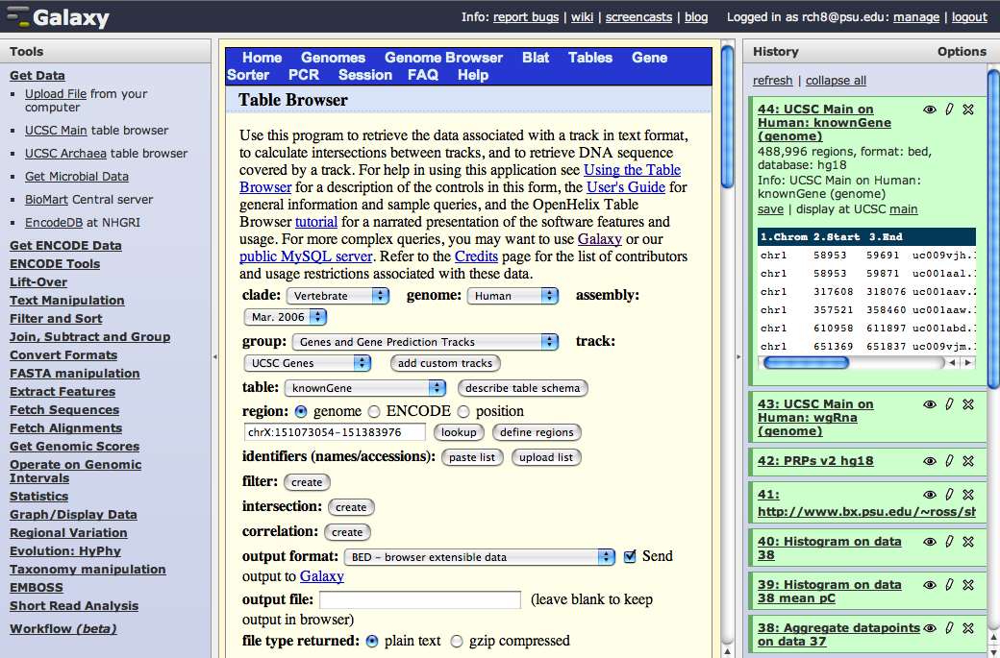 Galaxy
Info: report bugs | wiki | screencasts | blog Logged in as rch8@psu.edu: manage | logout
Tools
Get Data
Upload File from your
computer
UCSC Main table browser
UCSC Archaea table browser
Get Microbial Data
BioMart Central server
EncodeDB at NHGRI
Get ENCODE Data
ENCODE Tools
Lift-Over
Text Manipulation
Filter and Sort
Join, Subtract and Group
Convert Formats
FASTA manipulation
Extract Features
Fetch Sequences
Fetch Alignments
Get Genomic Scores
Operate on Genomic
Intervals
Statistics
Graph/Display Data
Regional Variation
Evolution: HyPhy
Taxonomy manipulation
EMBOSS
Short Read Analysis
Workflow (beta)
Home Genomes Genome Browser Blat Tables Gene
Sorter PCR Session FAQ Help
Table Browser
Use this program to retrieve the data associated with a track in text format,
to calculate intersections between tracks, and to retrieve DNA sequence
covered by a track. For help in using this application see Using the Table
Browser for a description of the controls in this form, the User's Guide for
general information and sample queries, and the OpenHelix Table
Browser tutorial for a narrated presentation of the software features and
usage. For more complex queries, you may want to use Galaxy or our
public MySQL server. Refer to the Credits page for the list of contributors
and usage restrictions associated with these data.
clade: Vertebrate genome: Human assembly:
Mar. 2006
group: Genes and Gene Prediction Tracks track:
UCSC Genes add custom tracks
table: knownGene describe table schema
region: genome ENCODE position
chrX:151073054-151383976 lookup define regions
identifiers (names/accessions): paste list upload list
filter: create
intersection: create
correlation: create
output format: BED - browser extensible data Send
output to Galaxy
output file: (leave blank to keep
output in browser)
file type returned: plain text gzip compressed
History Options
refresh | collapse all
44: UCSC Main on
Human: knownGene
(genome)
488,996 regions, format: bed,
database: hg18
Info: UCSC Main on Human:
knownGene (genome)
save | display at UCSC main
1.Chrom 2.Start 3.End
chr1 58953 59691 uc009vjh.
chr1 58953 59871 uc001aal.
chr1 317608 318076 uc001aav.
chr1 357521 358460 uc001aaw.
chr1 610958 611897 uc001abd.
chr1 651369 651837 uc009vjm.
43: UCSC Main on
Human: wgRna
(genome)
42: PRPs v2 hg18
41:
http://www.bx.psu.edu/~ross/sh
40: Histogram on data
38
39: Histogram on data
38 mean pC
38: Aggregate datapoints
on data 37